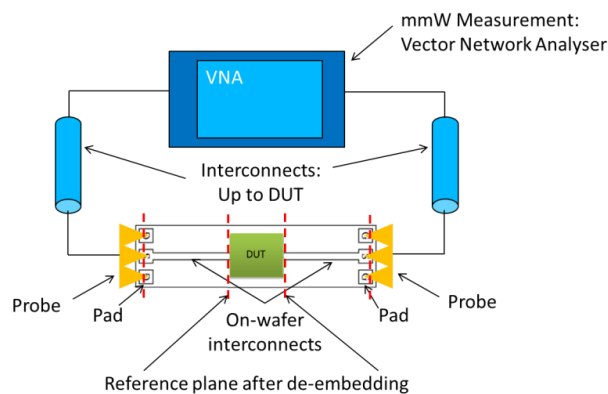 mmW Measurement:
Vector Network Analyser
VNA
Interconnects:
Up to DUT
G
G
S
DUT
S
G
G
Probe
Pad
On-wafer
interconnects
Pad
Probe
Reference plane after de-embedding